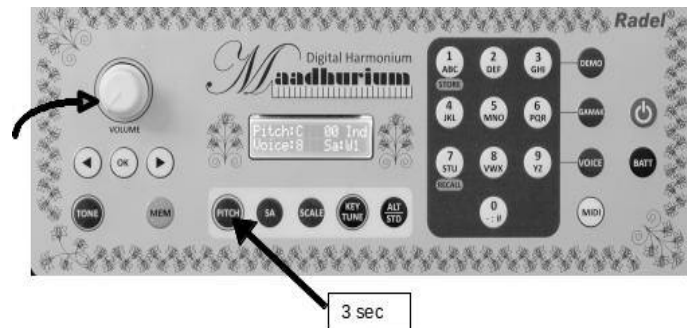 Radel®
Digital Harmonium
Maadhurium
VOLUME
OK
TONE
MEM
Pitch:C 00 Ind
Voice:8 Sa:W1
PITCH
SA
SCALE
KEY
TUNE
ALT
STD
1
ABC
2
DEF
3
GHI
STORE
4
JKL
5
MNO
6
PQR
7
STU
8
VWX
9
YZ
RECALL
0
- : #
DEMO
GAMAK
VOICE
BATT
MIDI
3 sec